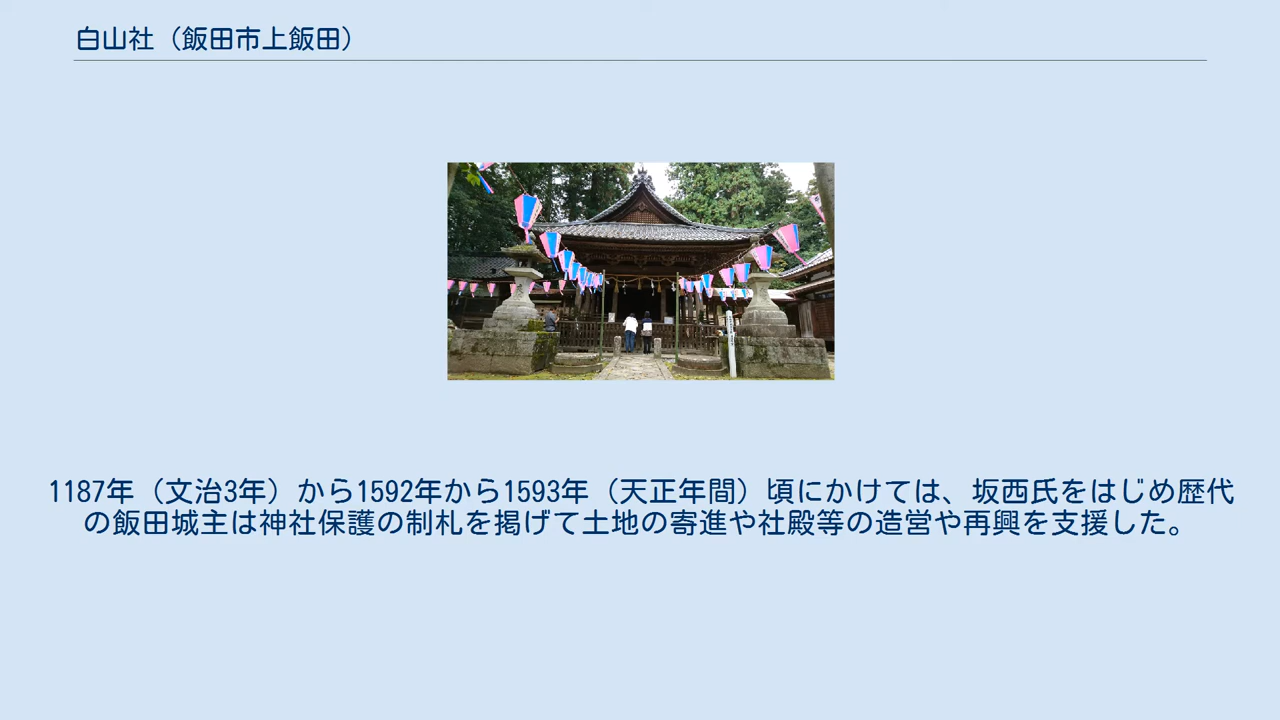 白山社（飯田市上飯田）
1187年（文治3年）から1592年から1593年（天正年間）頃にかけては、坂西氏をはじめ歴代
の飯田城主は神社保護の制札を掲げて土地の寄進や社殿等の造営や再興を支援した。